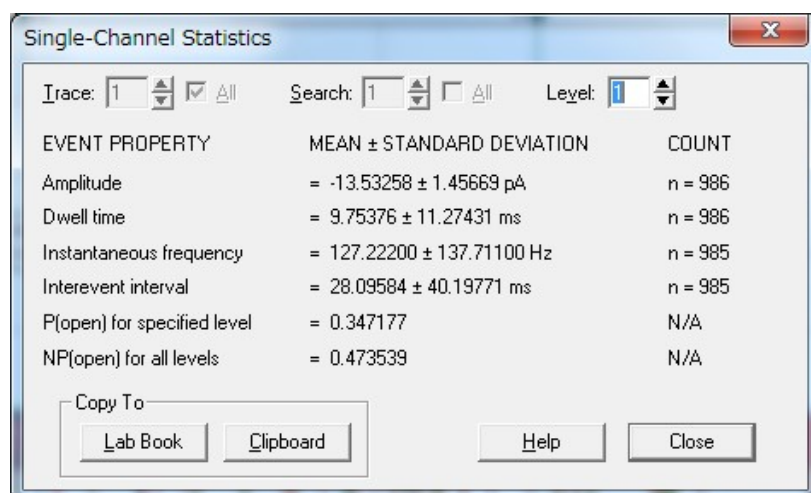 Single-Channel Statistics
Trace: 1 All Search: 1 All Level: 1
EVENT PROPERTY MEAN ± STANDARD DEVIATION COUNT
Amplitude = -13.53258 ± 1.45669 pA n = 986
Dwell time = 9.75376 ± 11.27431 ms n = 986
Instantaneous frequency = 127.22200 ± 137.71100 Hz n = 985
Interevent interval = 28.09584 ± 40.19771 ms n = 985
P(open) for specified level = 0.347177 N/A
NP(open) for all levels = 0.473539 N/A
Copy To
Lab Book Clipboard Help Close